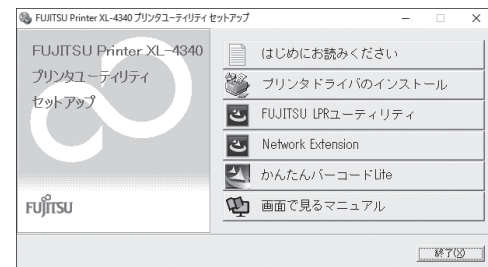 FUJITSU Printer XL-4340 プリンタユーティリティ セットアップ
FUJITSU Printer XL-4340
プリンタユーティリティ
セットアップ
FUJITSU
はじめにお読みください
プリンタドライバのインストール
FUJITSU LPRユーティリティ
Network Extension
かんたんバーコードLite
画面で見るマニュアル
終了(X)